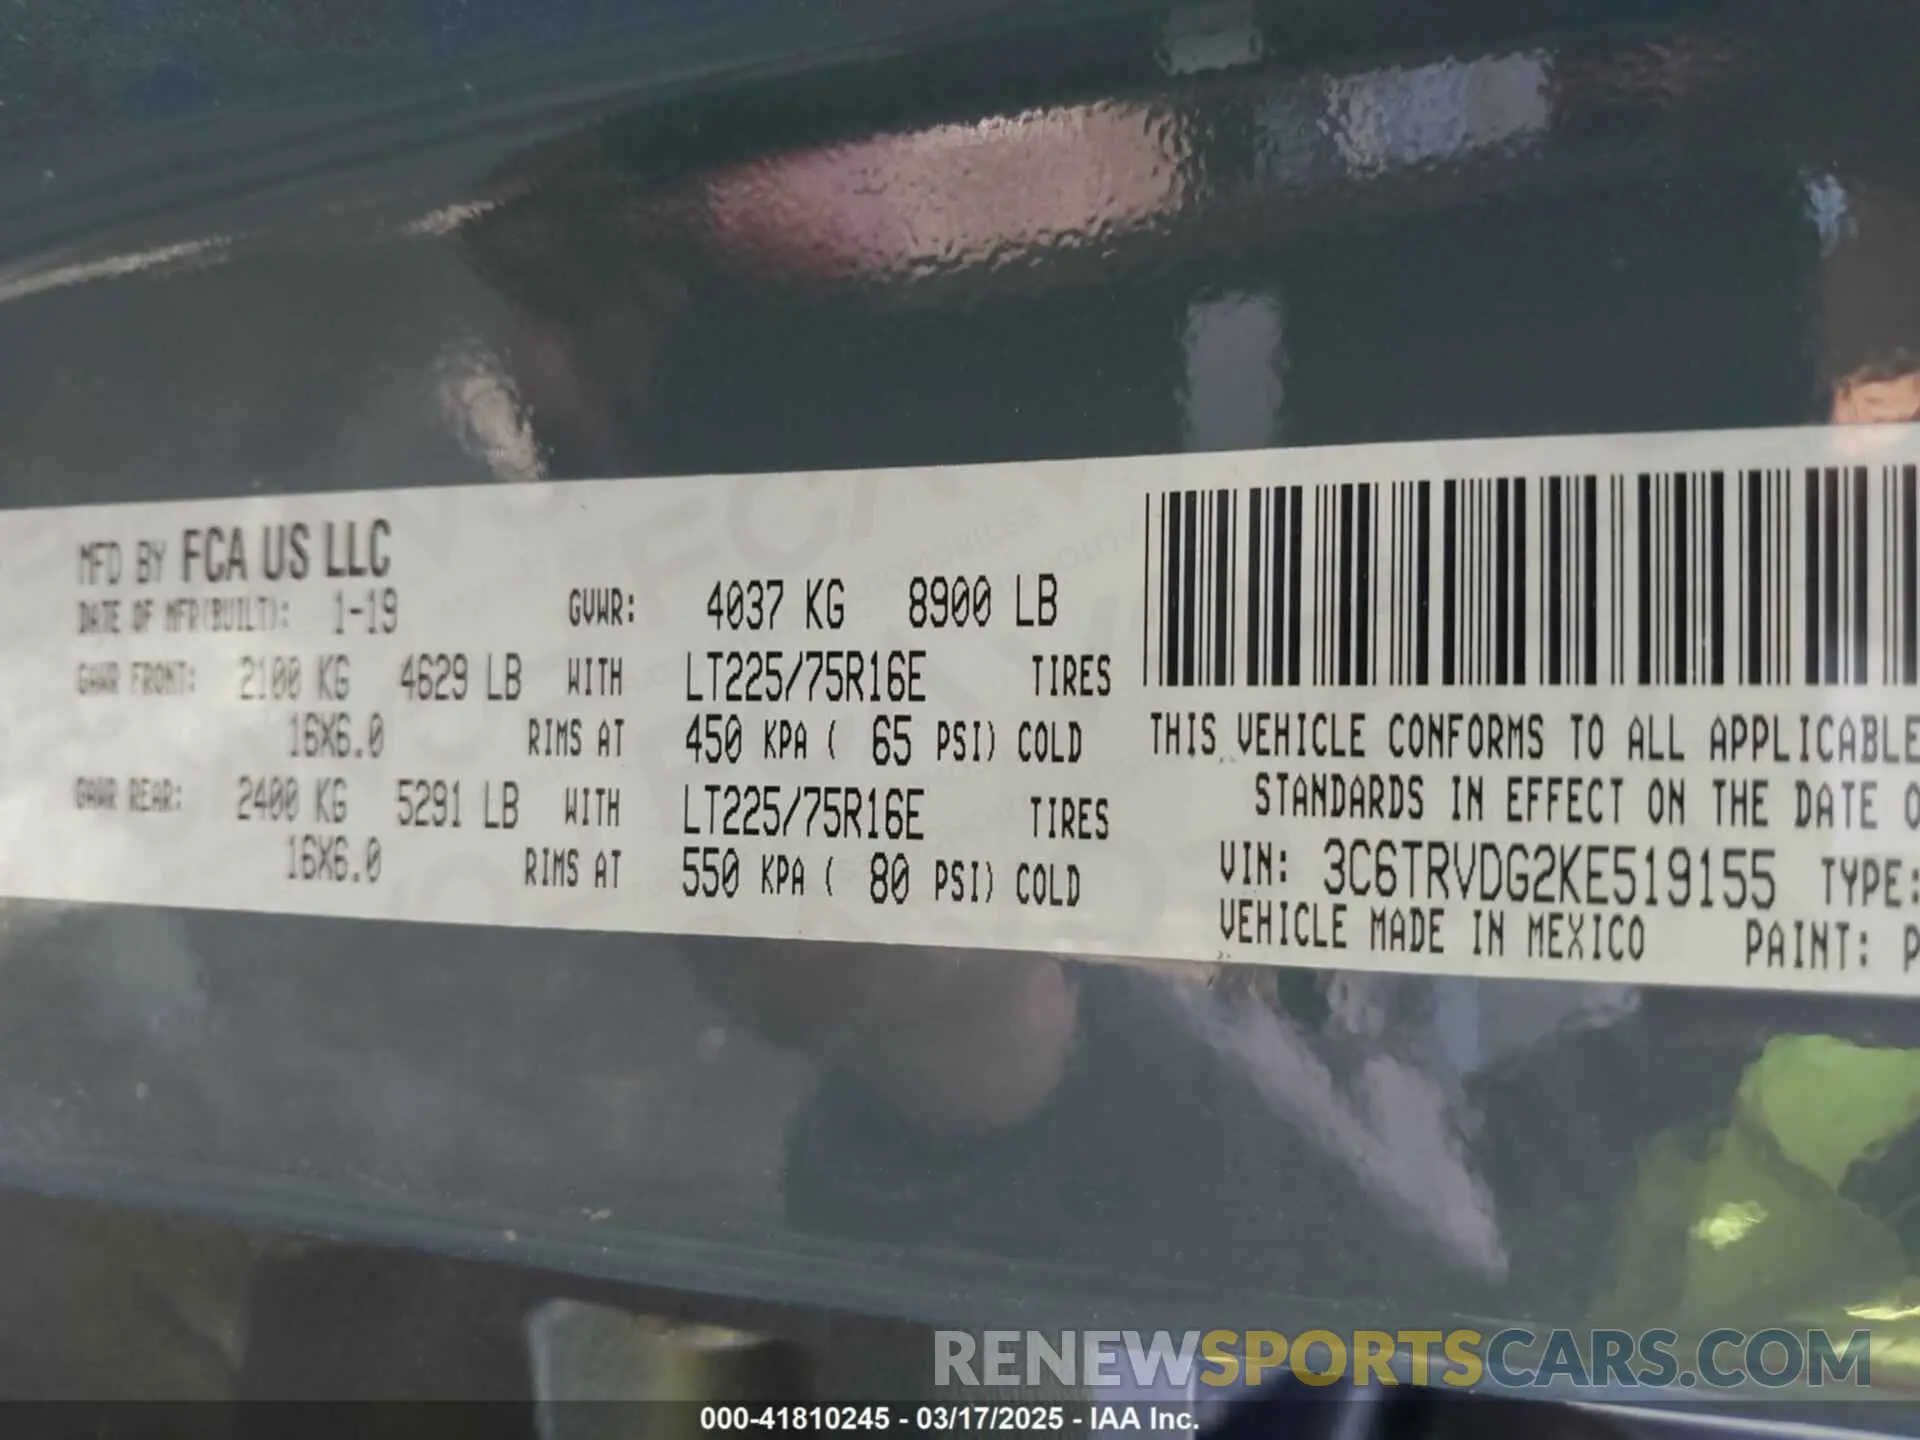 MFD BY FCA US LLC
DATE OF MFR(BUILT): 1-19 GVWR: 4037 KG 8900 LB
GAWR FRONT: 2100 KG 4629 LB WITH LT225/75R16E TIRES
16X6.0 RIMS AT 450 KPA ( 65 PSI) COLD
GAWR REAR: 2400 KG 5291 LB WITH LT225/75R16E TIRES
16X6.0 RIMS AT 550 KPA ( 80 PSI) COLD
THIS VEHICLE CONFORMS TO ALL APPLICABLE
STANDARDS IN EFFECT ON THE DATE O
VIN: 3C6TRVDG2KE519155 TYPE:
VEHICLE MADE IN MEXICO PAINT: P
RENEWSPORTSCARS.COM
000-41810245 - 03/17/2025 - IAA Inc.